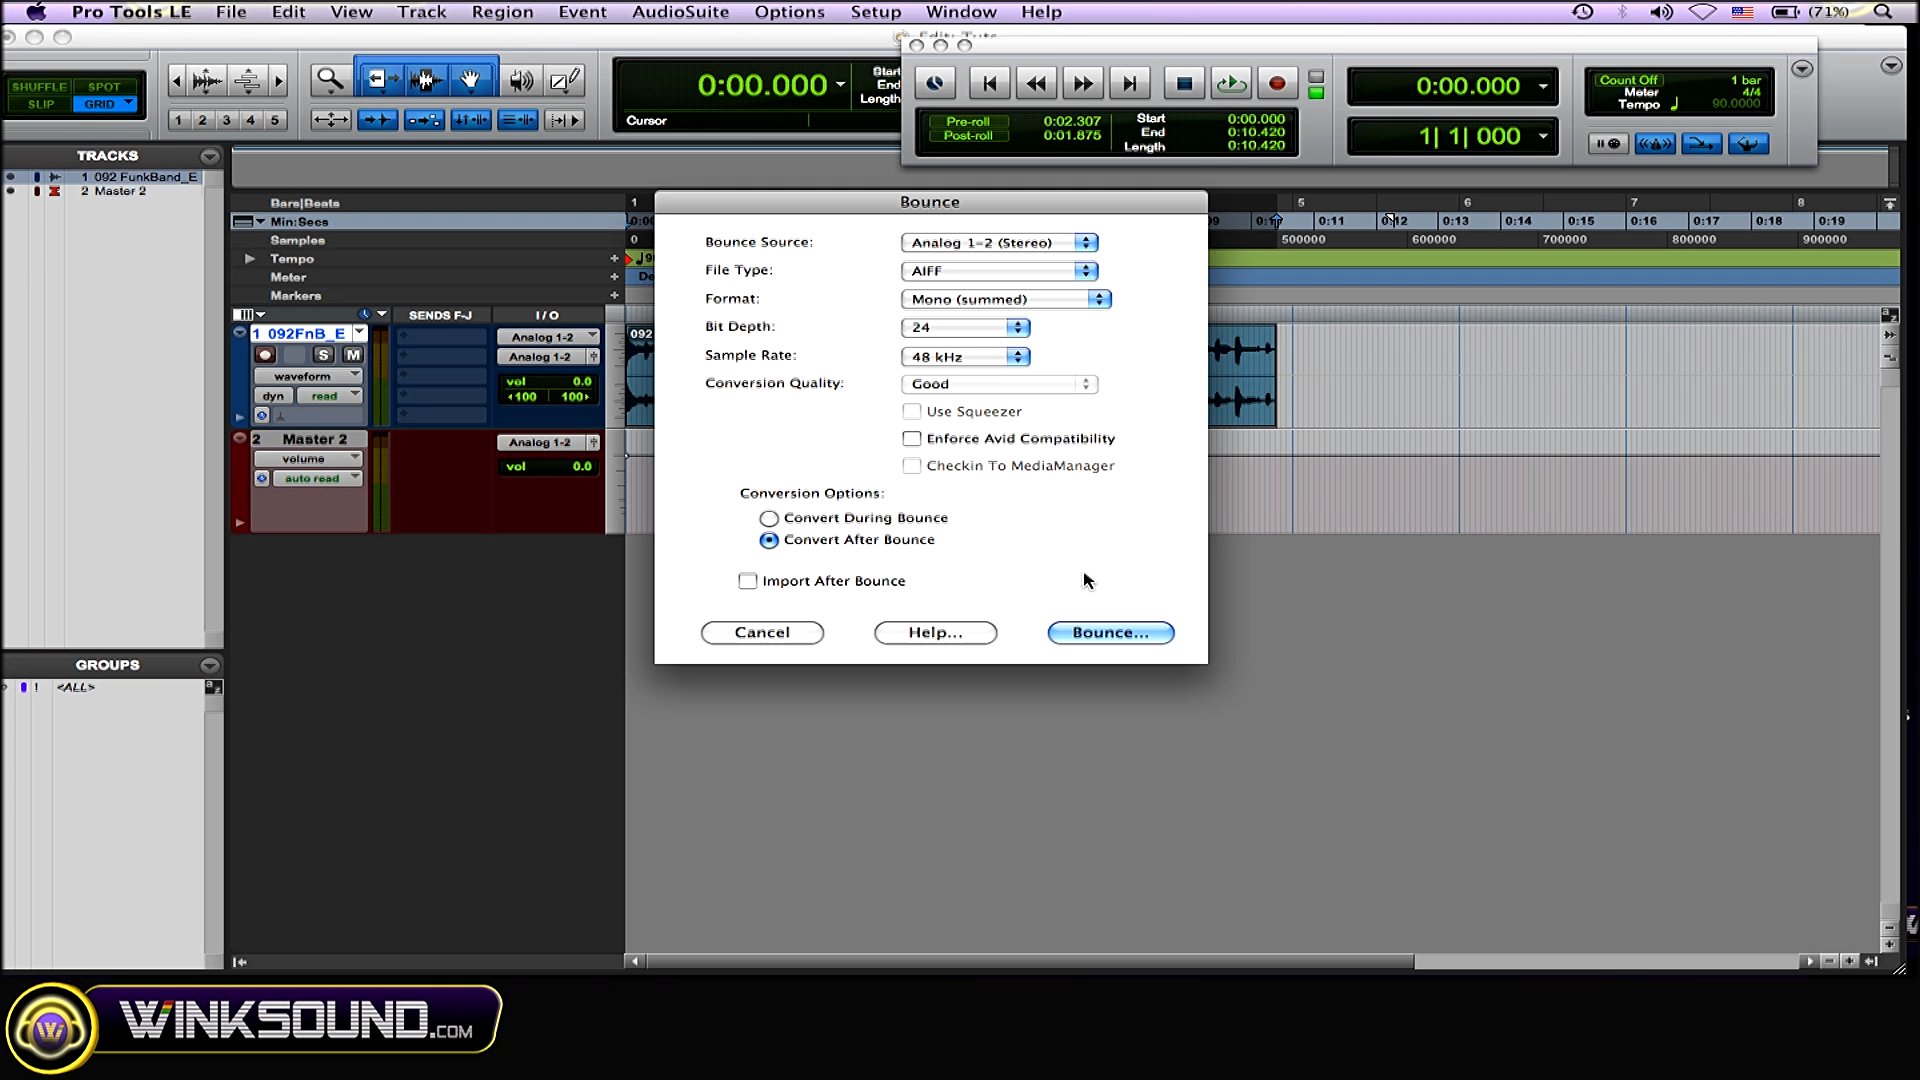 Pro Tools LE File Edit View Track Region Event AudioSuite Options Setup Window Help (71%)
SHUFFLE SPOT
SLIP GRID
1 2 3 4 5
0:00.000
Start
End
Length
Cursor
0:00.000
1| 1| 000
Pre-roll 0:02.307
Post-roll 0:01.875
Start 0:00.000
End 0:10.420
Length 0:10.420
Count Off 1 bar
Meter 4/4
Tempo 90.0000
TRACKS
1 092 FunkBand_E
2 Master 2
GROUPS
! <ALL>
Bars|Beats 1 5 6 7 8
Min:Secs 0:11 0:12 0:13 0:14 0:15 0:16 0:17 0:18 0:19
Samples 0 500000 600000 700000 800000 900000
Tempo
Meter
Markers
SENDS F-J I/O
1 092FnB_E
S M
waveform
dyn read
Analog 1-2
Analog 1-2
vol 0.0
100 100
092
2 Master 2
volume
auto read
Analog 1-2
vol 0.0
Bounce
Bounce Source: Analog 1-2 (Stereo)
File Type: AIFF
Format: Mono (summed)
Bit Depth: 24
Sample Rate: 48 kHz
Conversion Quality: Good
Use Squeezer
Enforce Avid Compatibility
Checkin To MediaManager
Conversion Options:
Convert During Bounce
Convert After Bounce
Import After Bounce
Cancel Help... Bounce...
WINKSOUND.COM